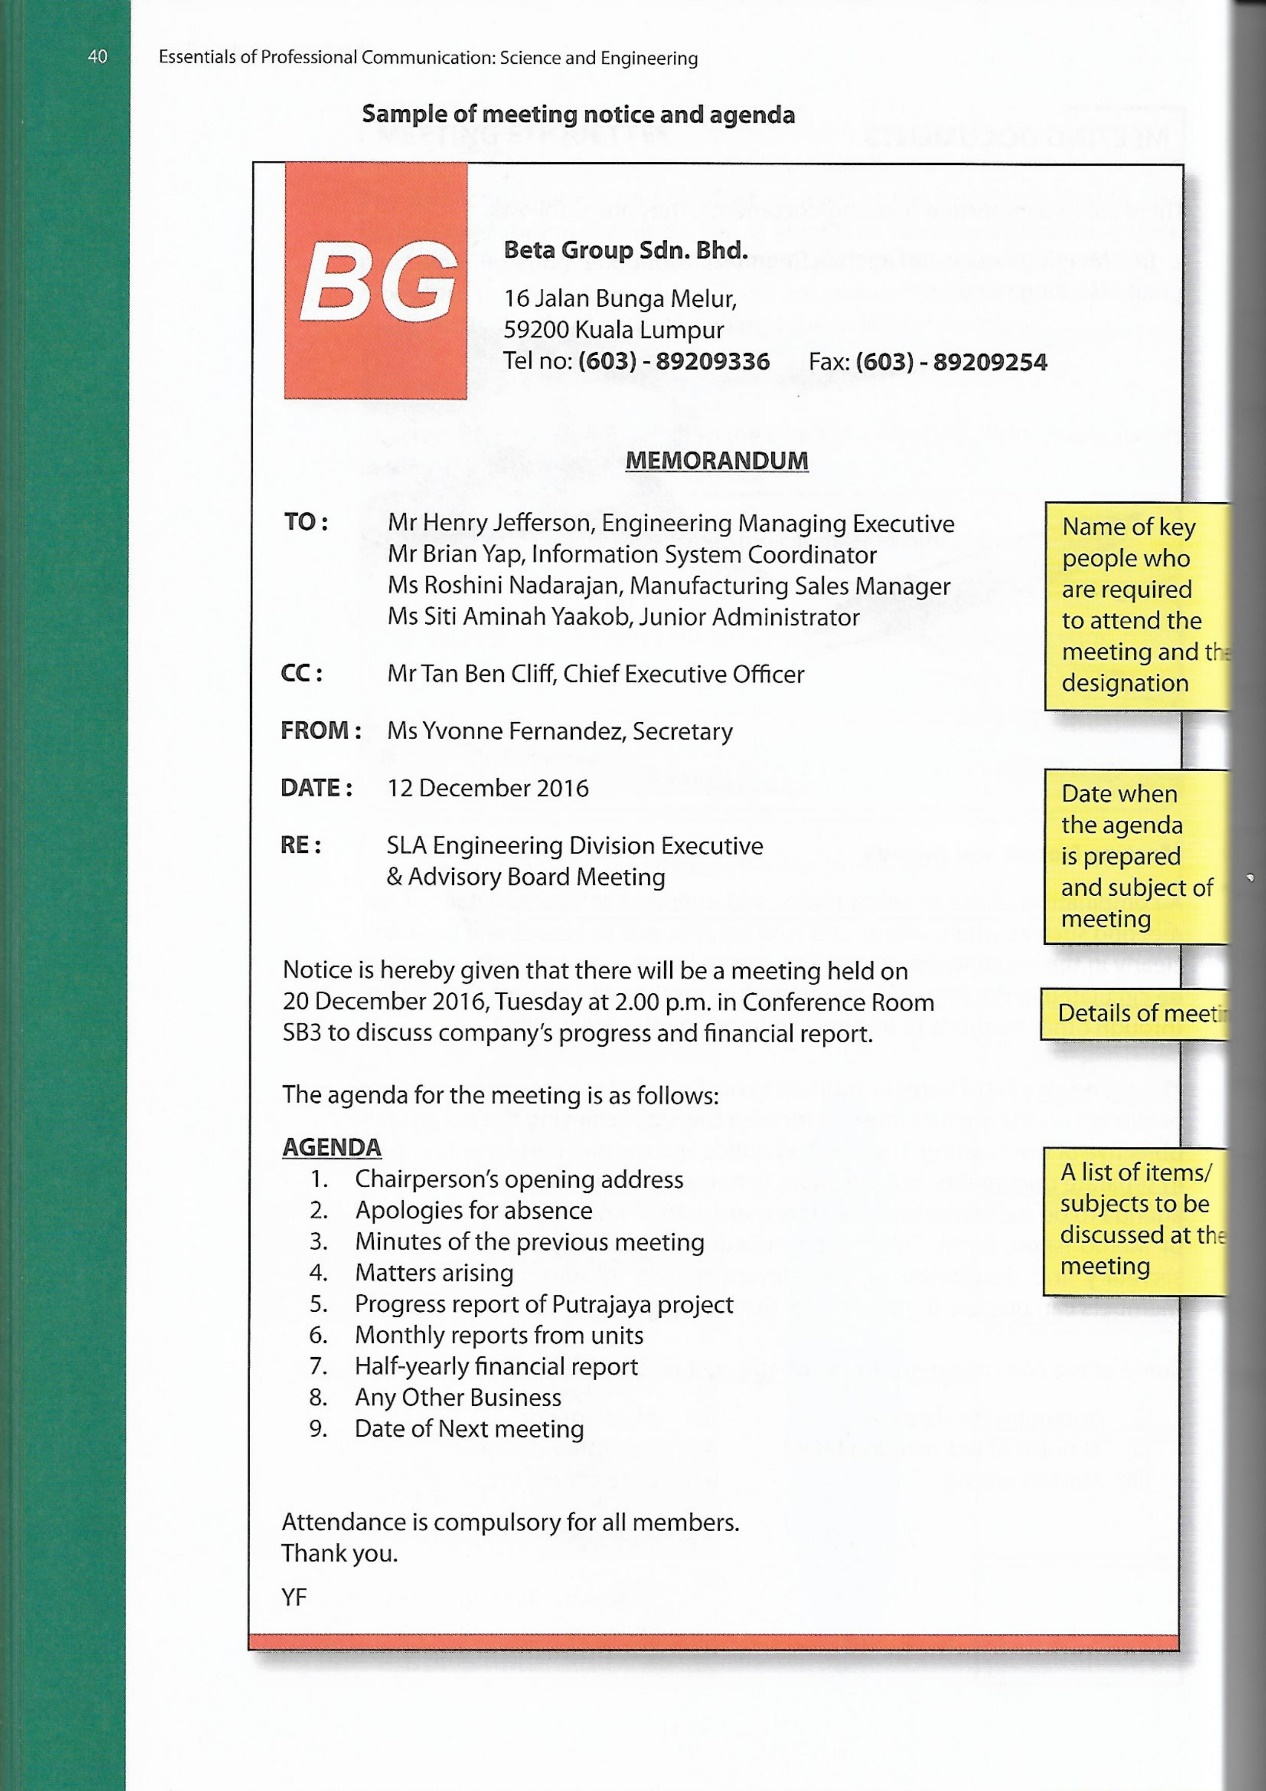 40
Essentials of Professional Communication: Science and Engineering
Sample of meeting notice and agenda
BG
Beta Group Sdn. Bhd.
16 Jalan Bunga Melur,
59200 Kuala Lumpur
Tel no: (603) - 89209336 Fax: (603) - 89209254
MEMORANDUM
TO : Mr Henry Jefferson, Engineering Managing Executive
Mr Brian Yap, Information System Coordinator
Ms Roshini Nadarajan, Manufacturing Sales Manager
Ms Siti Aminah Yaakob, Junior Administrator
CC : Mr Tan Ben Cliff, Chief Executive Officer
FROM : Ms Yvonne Fernandez, Secretary
DATE : 12 December 2016
RE : SLA Engineering Division Executive
& Advisory Board Meeting
Name of key
people who
are required
to attend the
meeting and
designation
Date when
the agenda
is prepared
and subject of
meeting
Notice is hereby given that there will be a meeting held on
20 December 2016, Tuesday at 2.00 p.m. in Conference Room
SB3 to discuss company's progress and financial report.
Details of
The agenda for the meeting is as follows:
AGENDA
1. Chairperson's opening address
2. Apologies for absence
3. Minutes of the previous meeting
4. Matters arising
5. Progress report of Putrajaya project
6. Monthly reports from units
7. Half-yearly financial report
8. Any Other Business
9. Date of Next meeting
A list of items/
subjects to be
discussed at the
meeting
Attendance is compulsory for all members.
Thank you.
YF